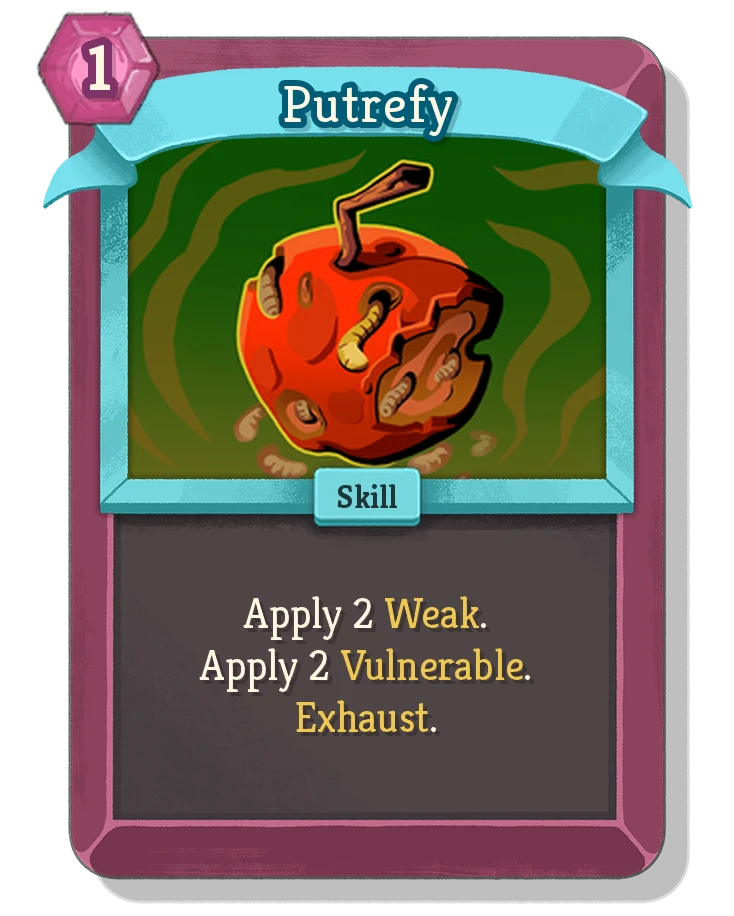 1
Putrefy
Skill
Apply 2 Weak.
Apply 2 Vulnerable.
Exhaust.